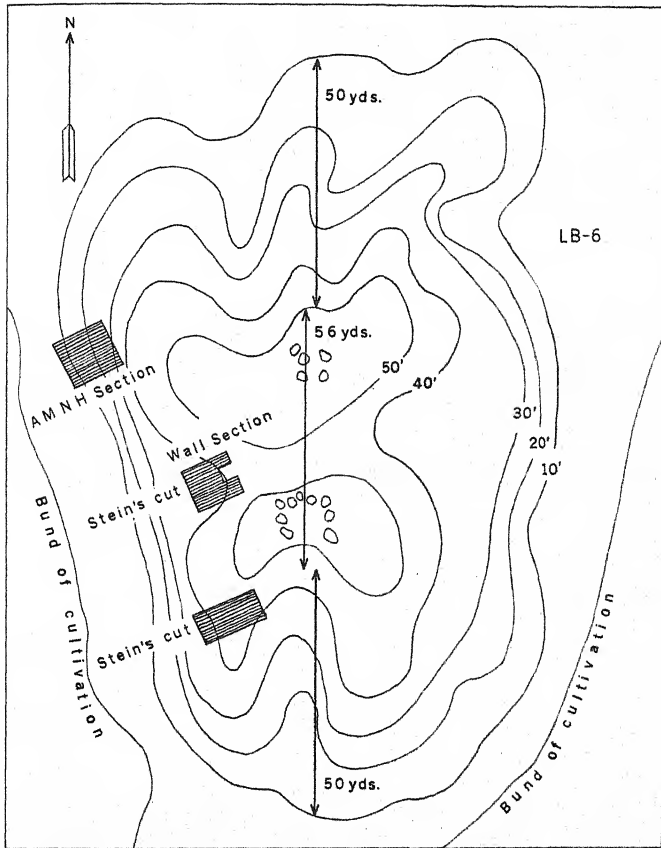 N
50 yds.
LB-6
56 yds.
50'
40'
30'
20'
10'
AMNH Section
Wall Section
Stein's cut
Stein's cut
Bund of cultivation
Bund of cultivation
50 yds.